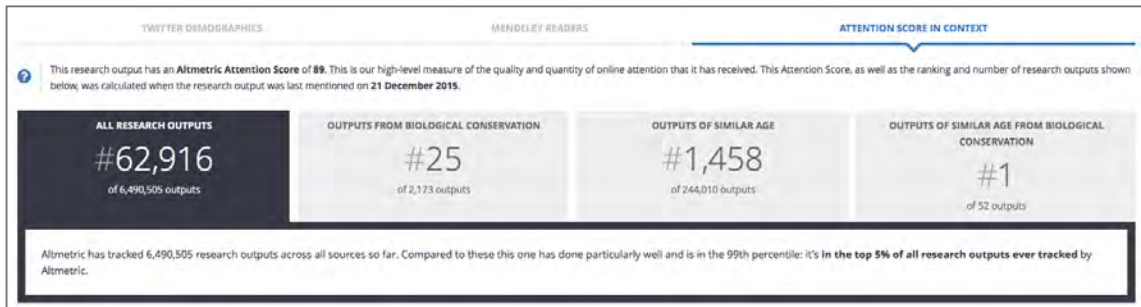 TWITTER DEMOGRAPHICS
MENDELEY READERS
ATTENTION SCORE IN CONTEXT
This research output has an Altmetric Attention Score of 89. This is our high-level measure of the quality and quantity of online attention that it has received. This Attention Score, as well as the ranking and number of research outputs shown
below, was calculated when the research output was last mentioned on 21 December 2015.
ALL RESEARCH OUTPUTS
#62,916
of 6,490,505 outputs
OUTPUTS FROM BIOLOGICAL CONSERVATION
#25
of 2,173 outputs
OUTPUTS OF SIMILAR AGE
#1,458
of 244,010 outputs
OUTPUTS OF SIMILAR AGE FROM BIOLOGICAL
CONSERVATION
#1
of 52 outputs
Altmetric has tracked 6,490,505 research outputs across all sources so far. Compared to these this one has done particularly well and is in the 99th percentile: it's in the top 5% of all research outputs ever tracked by
Altmetric.